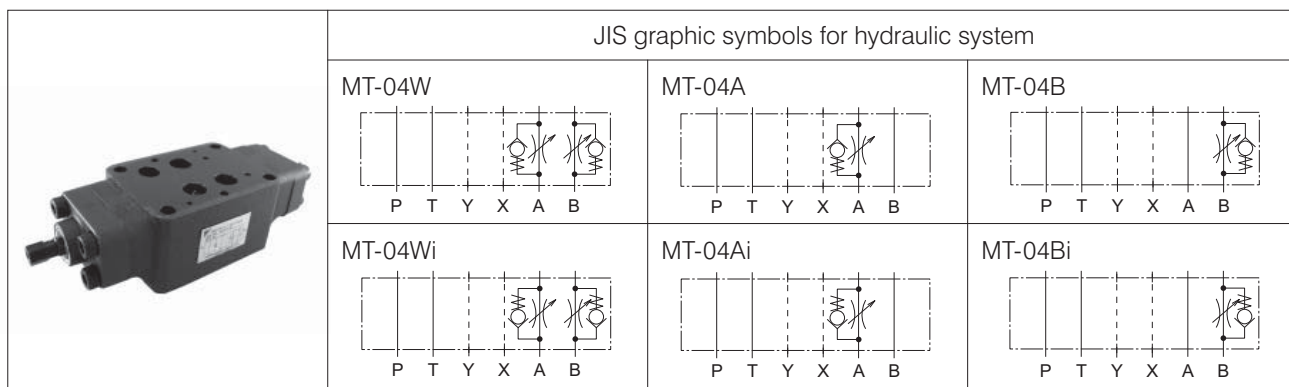 JIS graphic symbols for hydraulic system
MT-04W
P T Y X A B
MT-04A
P T Y X A B
MT-04B
P T Y X A B
MT-04Wi
P T Y X A B
MT-04Ai
P T Y X A B
MT-04Bi
P T Y X A B